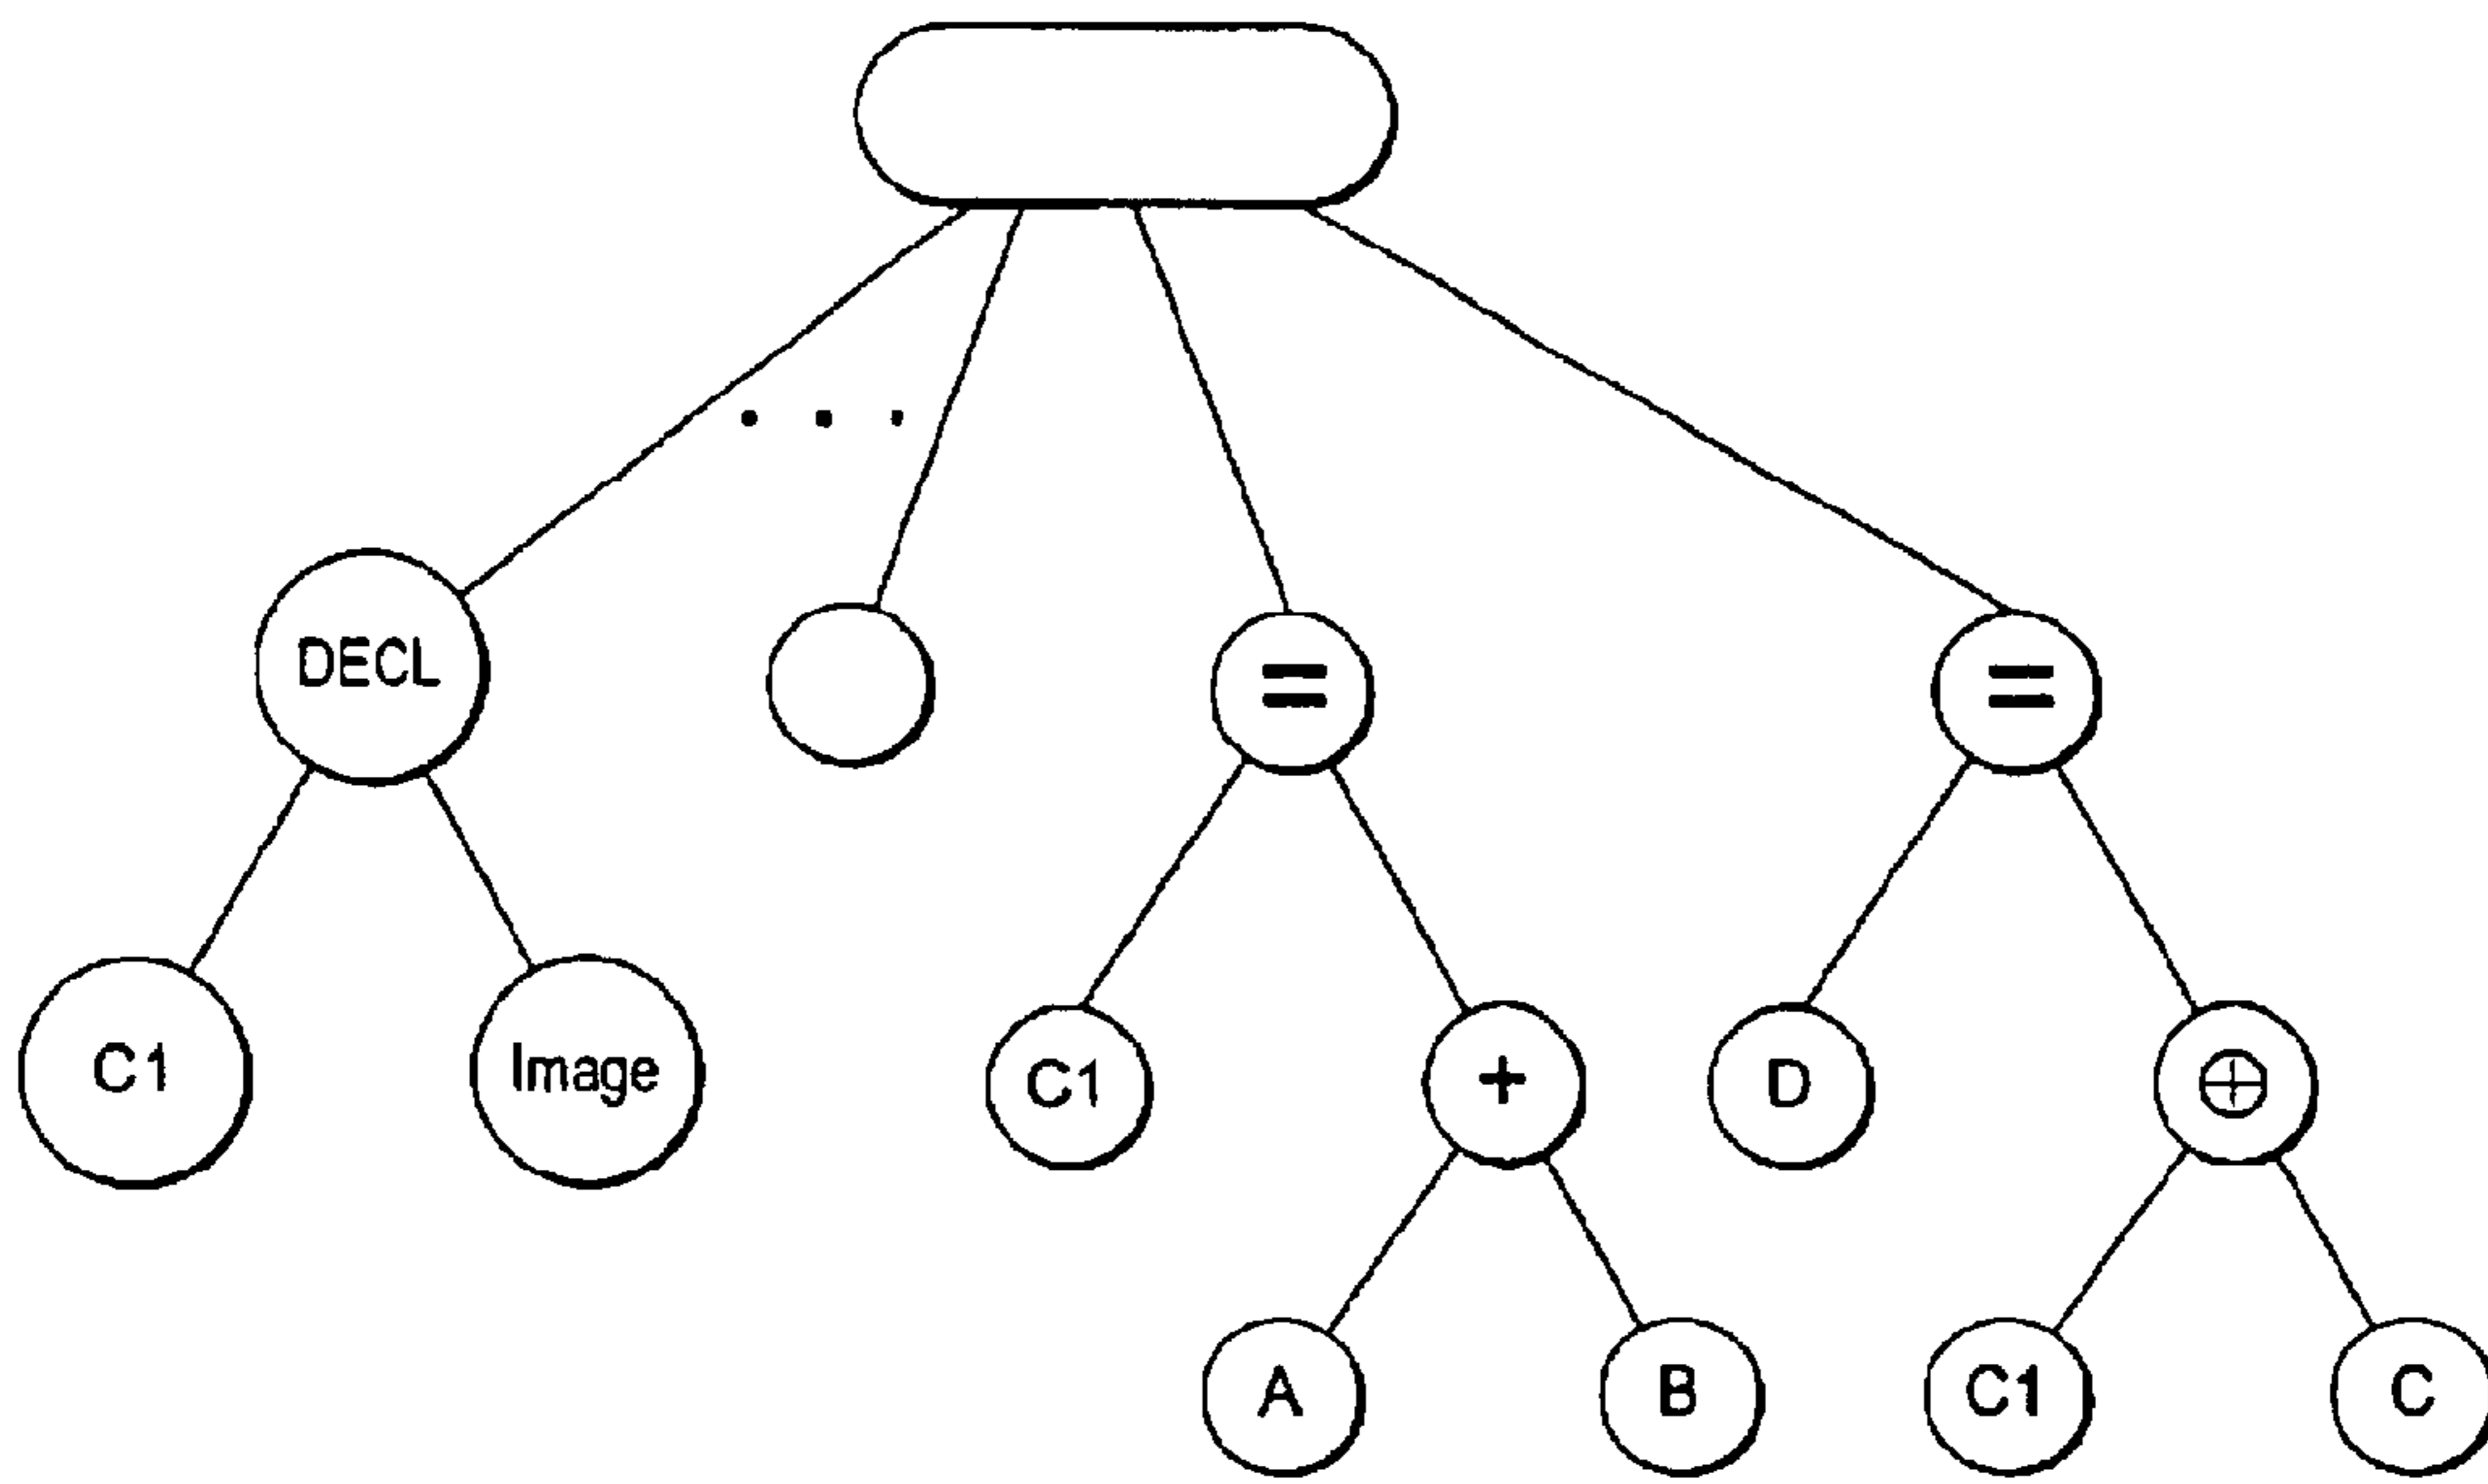 . . .
DECL = =
C1 Image C1 + D ⊕
A B C1 C